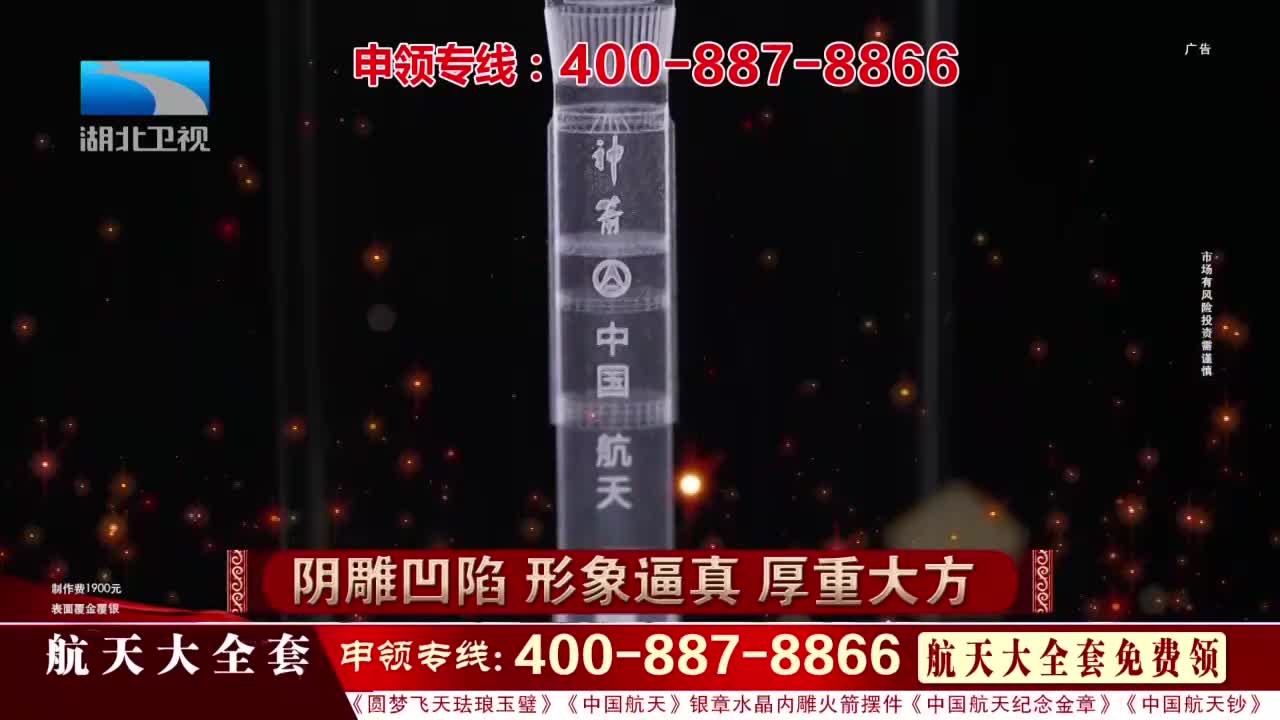 申领专线：400-887-8866
广告
湖北卫视
神箭
中国航天
市场有风险投资需谨慎
阴雕凹陷 形象逼真 厚重大方
制作费1900元
表面覆金覆银
航天大全套
申领专线:400-887-8866
航天大全套免费领
《圆梦飞天珐琅玉璧》《中国航天》银章水晶内雕火箭摆件《中国航天纪念金章》《中国航天钞》